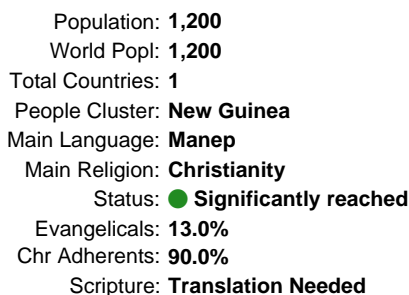 Population: 1,200
World Popl: 1,200
Total Countries: 1
People Cluster: New Guinea
Main Language: Manep
Main Religion: Christianity
Status: Significantly reached
Evangelicals: 13.0%
Chr Adherents: 90.0%
Scripture: Translation Needed